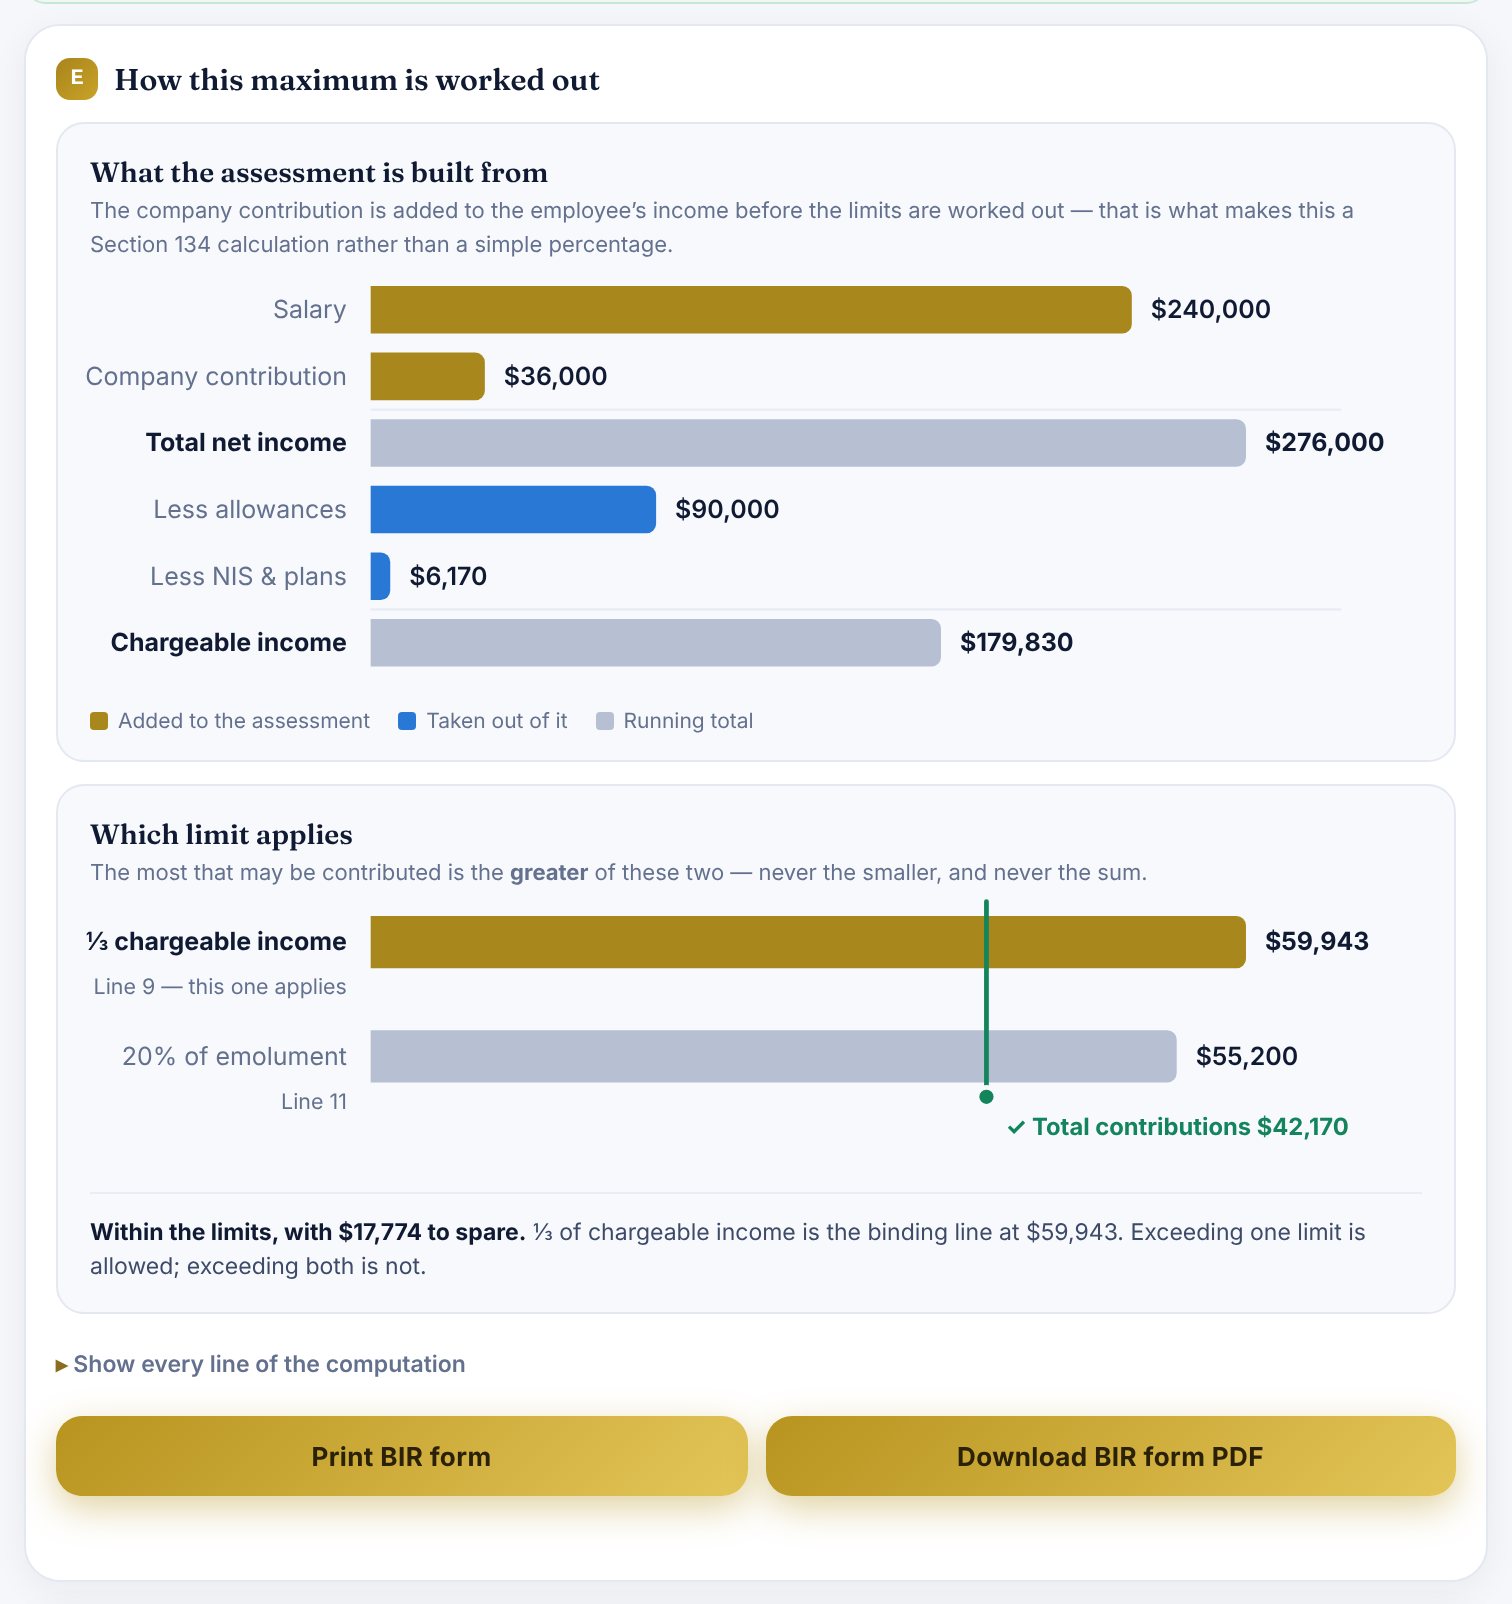 E How this maximum is worked out
What the assessment is built from
The company contribution is added to the employee’s income before the limits are worked out — that is what makes this a
Section 134 calculation rather than a simple percentage.
Salary $240,000
Company contribution $36,000
Total net income $276,000
Less allowances $90,000
Less NIS & plans $6,170
Chargeable income $179,830
Added to the assessment Taken out of it Running total
Which limit applies
The most that may be contributed is the greater of these two — never the smaller, and never the sum.
⅓ chargeable income $59,943
Line 9 — this one applies
20% of emolument $55,200
Line 11
✓ Total contributions $42,170
Within the limits, with $17,774 to spare. ⅓ of chargeable income is the binding line at $59,943. Exceeding one limit is
allowed; exceeding both is not.
▸ Show every line of the computation
Print BIR form Download BIR form PDF